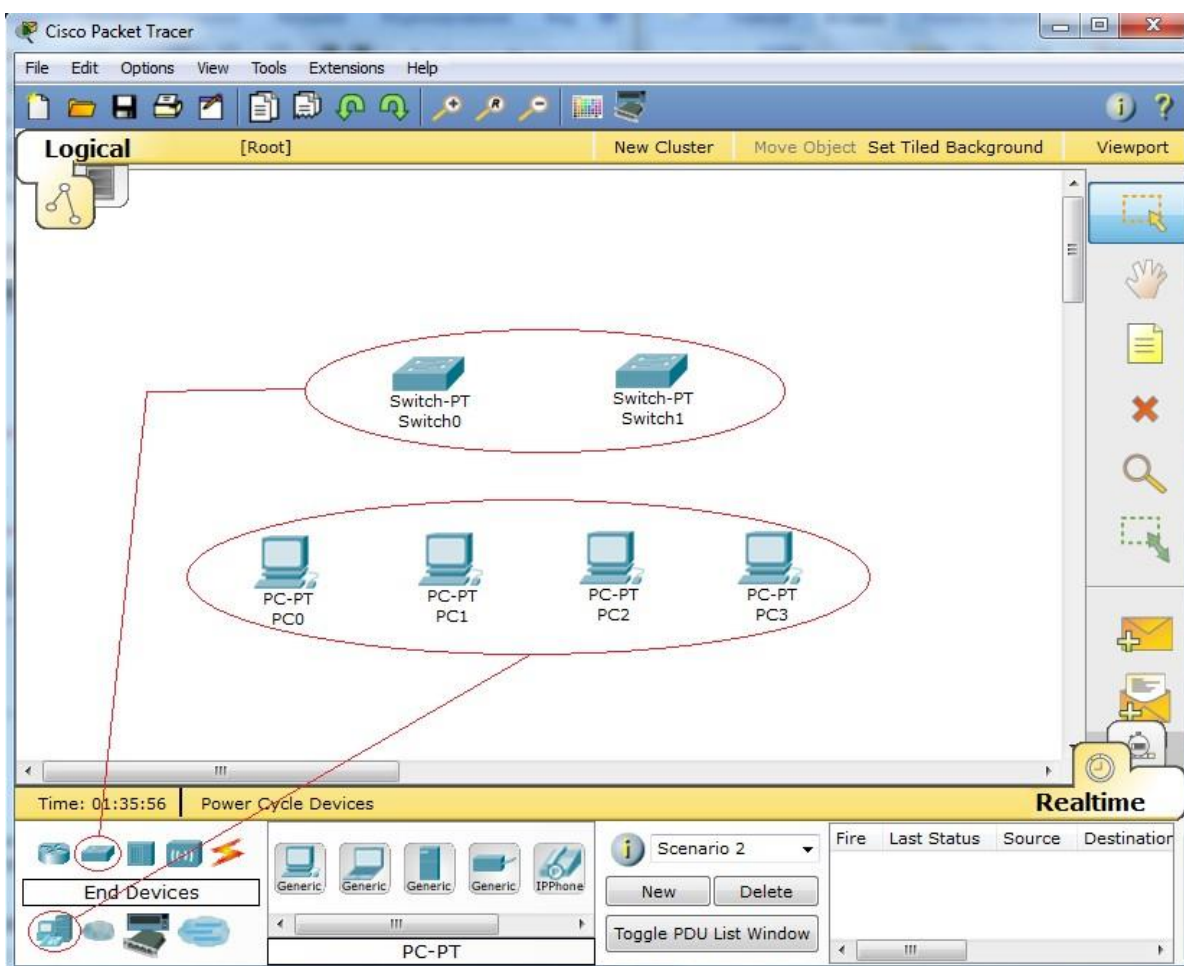 Cisco Packet Tracer
File Edit Options View Tools Extensions Help
Logical [Root] New Cluster Move Object Set Tiled Background Viewport
Switch-PT
Switch0
Switch-PT
Switch1
PC-PT
PC0
PC-PT
PC1
PC-PT
PC2
PC-PT
PC3
Time: 01:35:56 Power Cycle Devices Realtime
End Devices
Generic Generic Generic Generic IPPhone
PC-PT
Scenario 2
New Delete
Toggle PDU List Window
Fire Last Status Source Destination